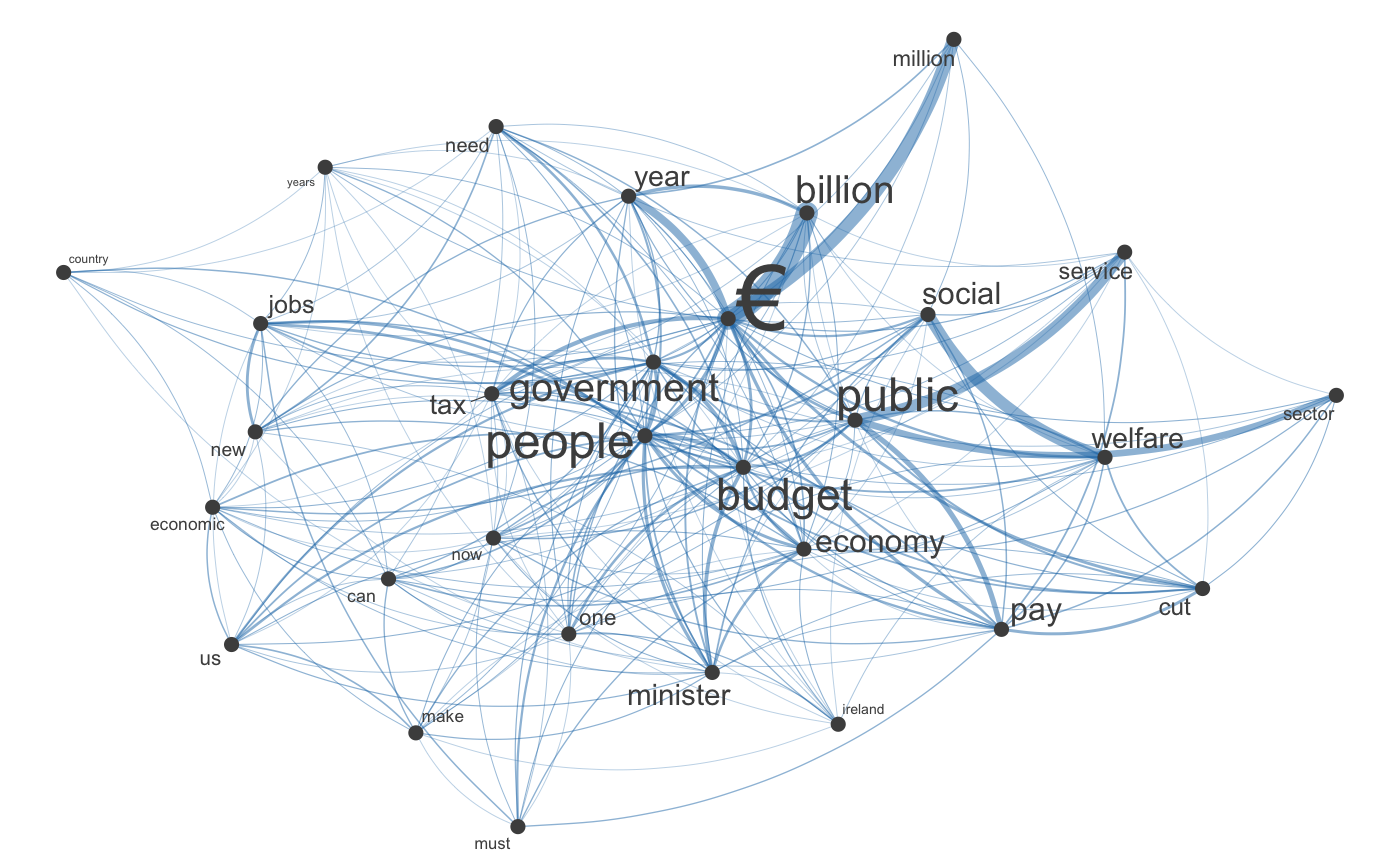 million
need
year
billion
years
country
service
€
social
jobs
government
public
tax
sector
people
welfare
new
budget
economic
economy
now
can
one
pay
cut
us
minister
make
ireland
must